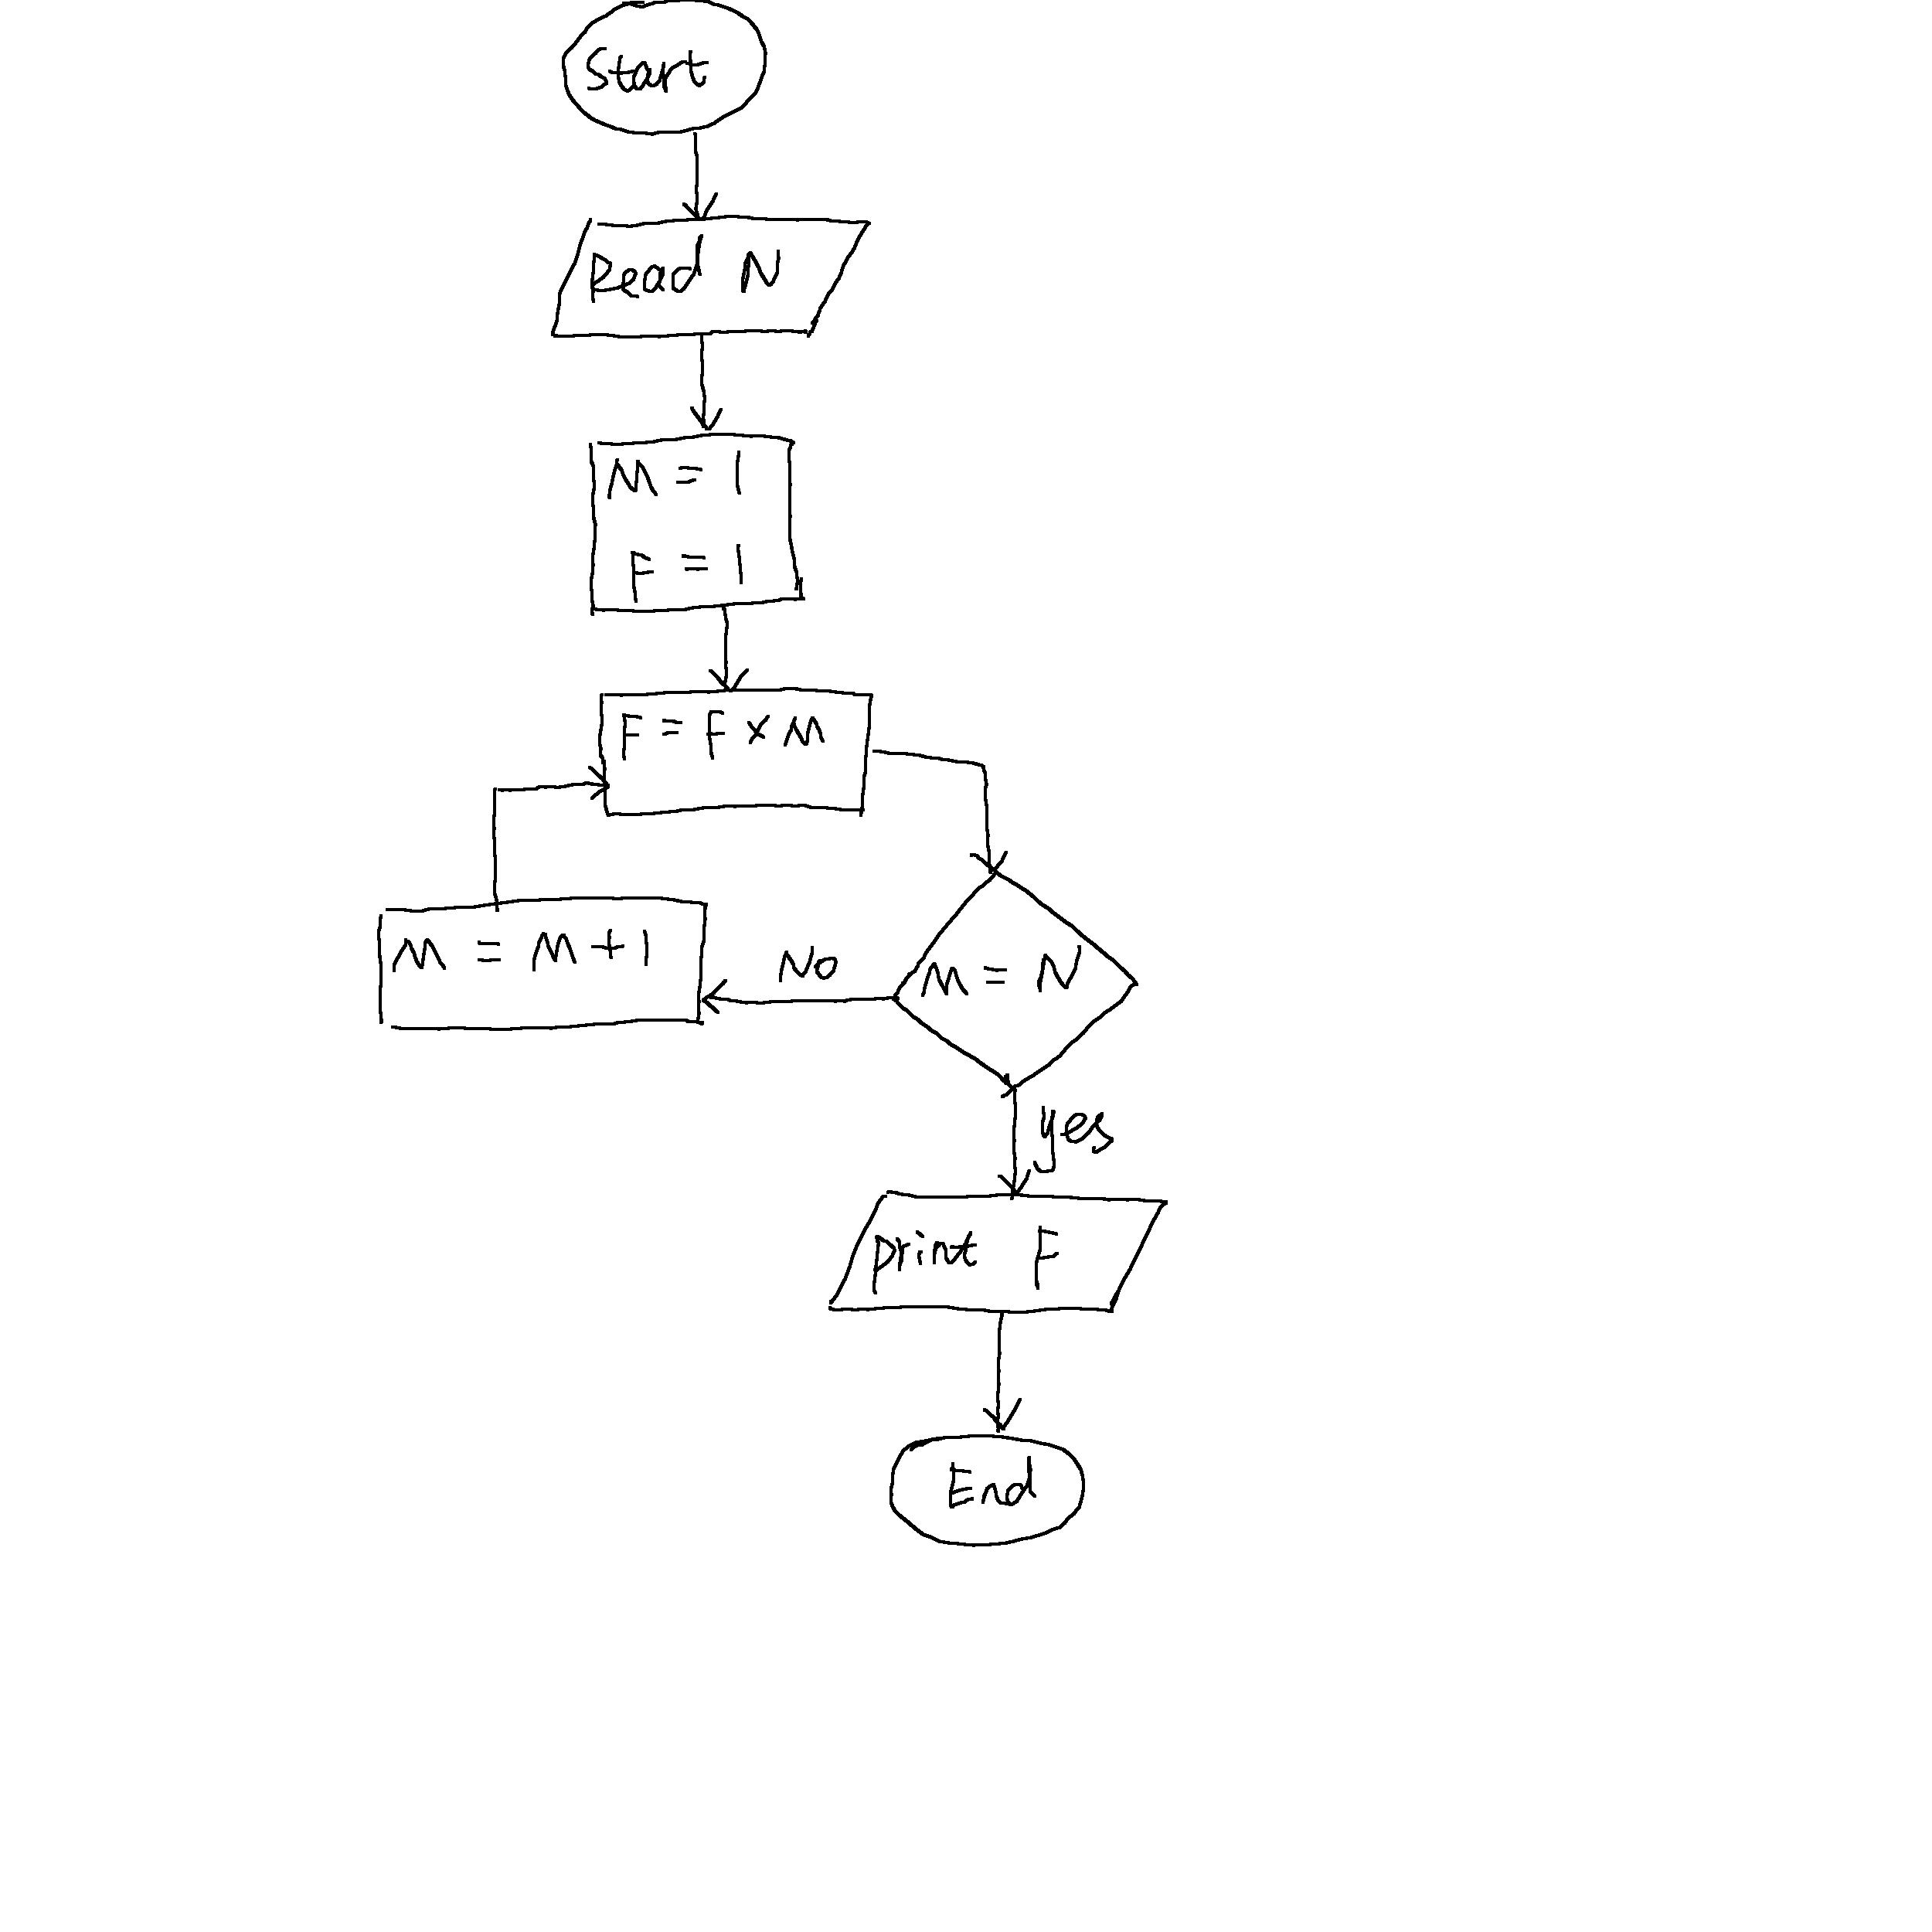 Start
Read N
M = 1
F = 1
F = F × M
M = M + 1
No
M = N
yes
print F
End